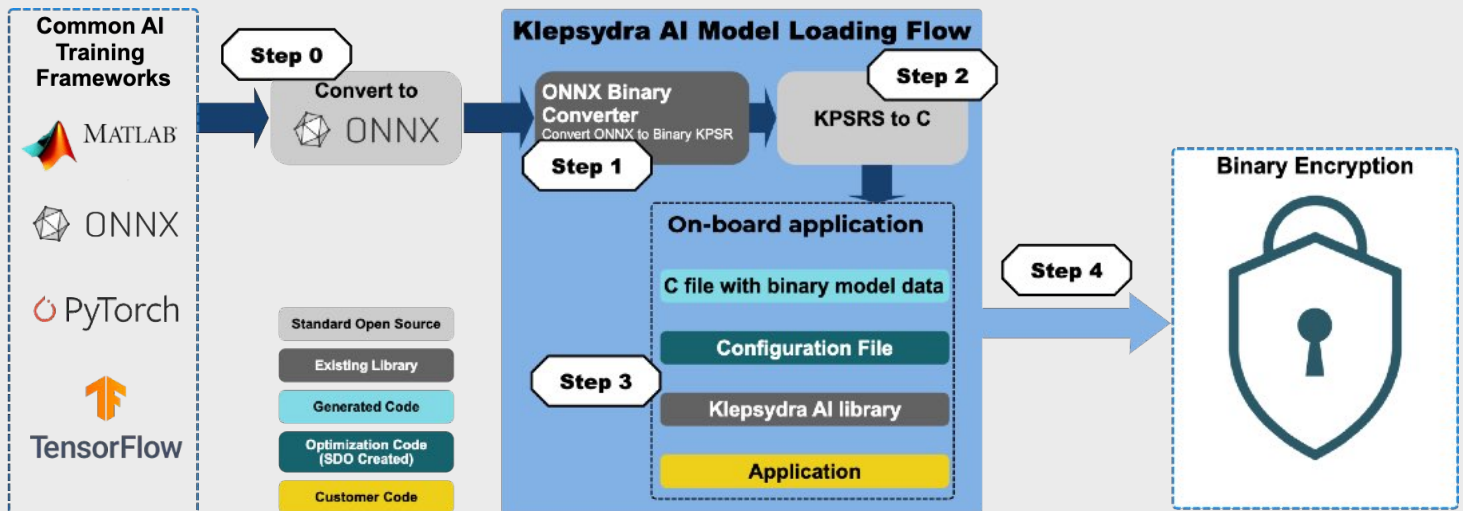 Common AI
Training
Frameworks
MATLAB
ONNX
PyTorch
TensorFlow
Step 0
Convert to
ONNX
Standard Open Source
Existing Library
Generated Code
Optimization Code
(SDO Created)
Customer Code
Klepsydra AI Model Loading Flow
ONNX Binary
Converter
Convert ONNX to Binary KPSR
Step 1
Step 2
KPSRS to C
On-board application
C file with binary model data
Configuration File
Step 3
Klepsydra AI library
Application
Step 4
Binary Encryption